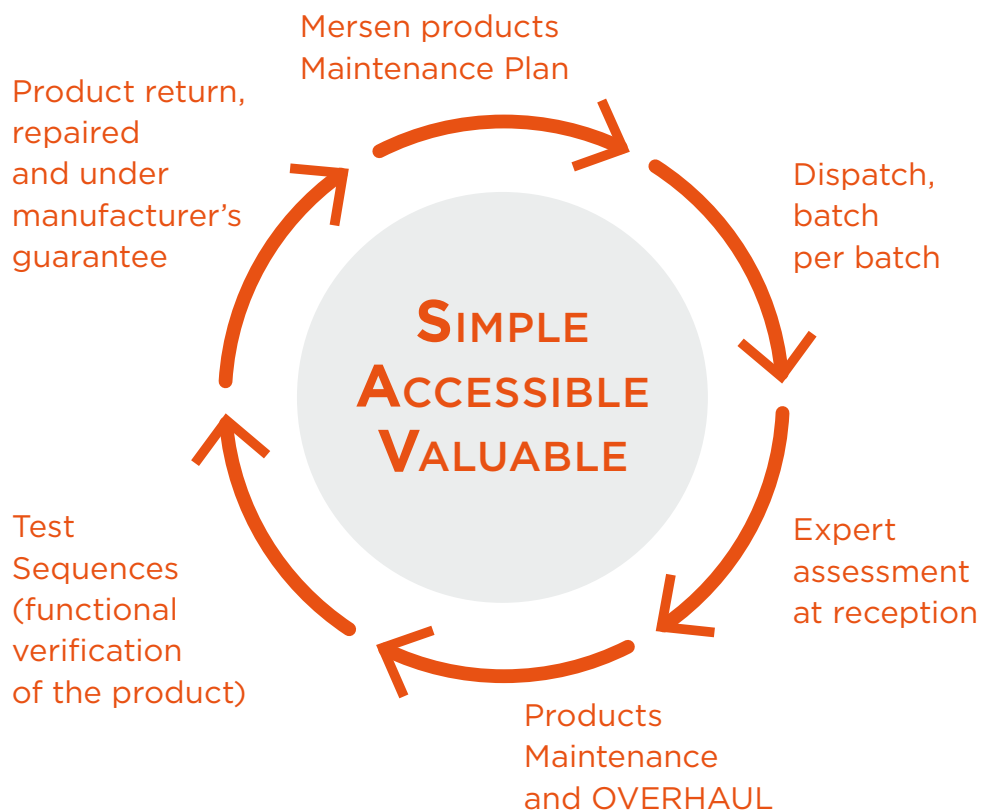 Mersen products
Maintenance Plan
Dispatch,
batch
per batch
Expert
assessment
at reception
Products
Maintenance
and OVERHAUL
Test
Sequences
(functional
verification
of the product)
Product return,
repaired
and under
manufacturer’s
guarantee
SIMPLE
ACCESSIBLE
VALUABLE